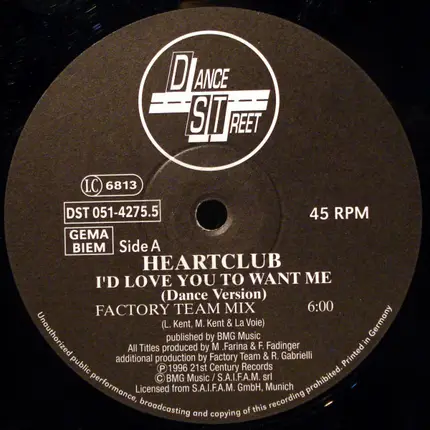 DANCE
STREET
LC 6813
DST 051-4275.5
45 RPM
GEMA
BIEM
Side A
HEARTCLUB
I'D LOVE YOU TO WANT ME
(Dance Version)
FACTORY TEAM MIX 6:00
(L. Kent, M. Kent & La Voie)
published by BMG Music
All Titles produced by M .Farina & F. Fadinger
additional production by Factory Team & R. Gabrielli
Ⓟ 1996 21st Century Records
© BMG Music / S.A.I.F.A.M. srl
Licensed from S.A.I.F.A.M. GmbH, Munich
Unauthorized public performance, broadcasting and copying of this recording prohibited. Printed in Germany